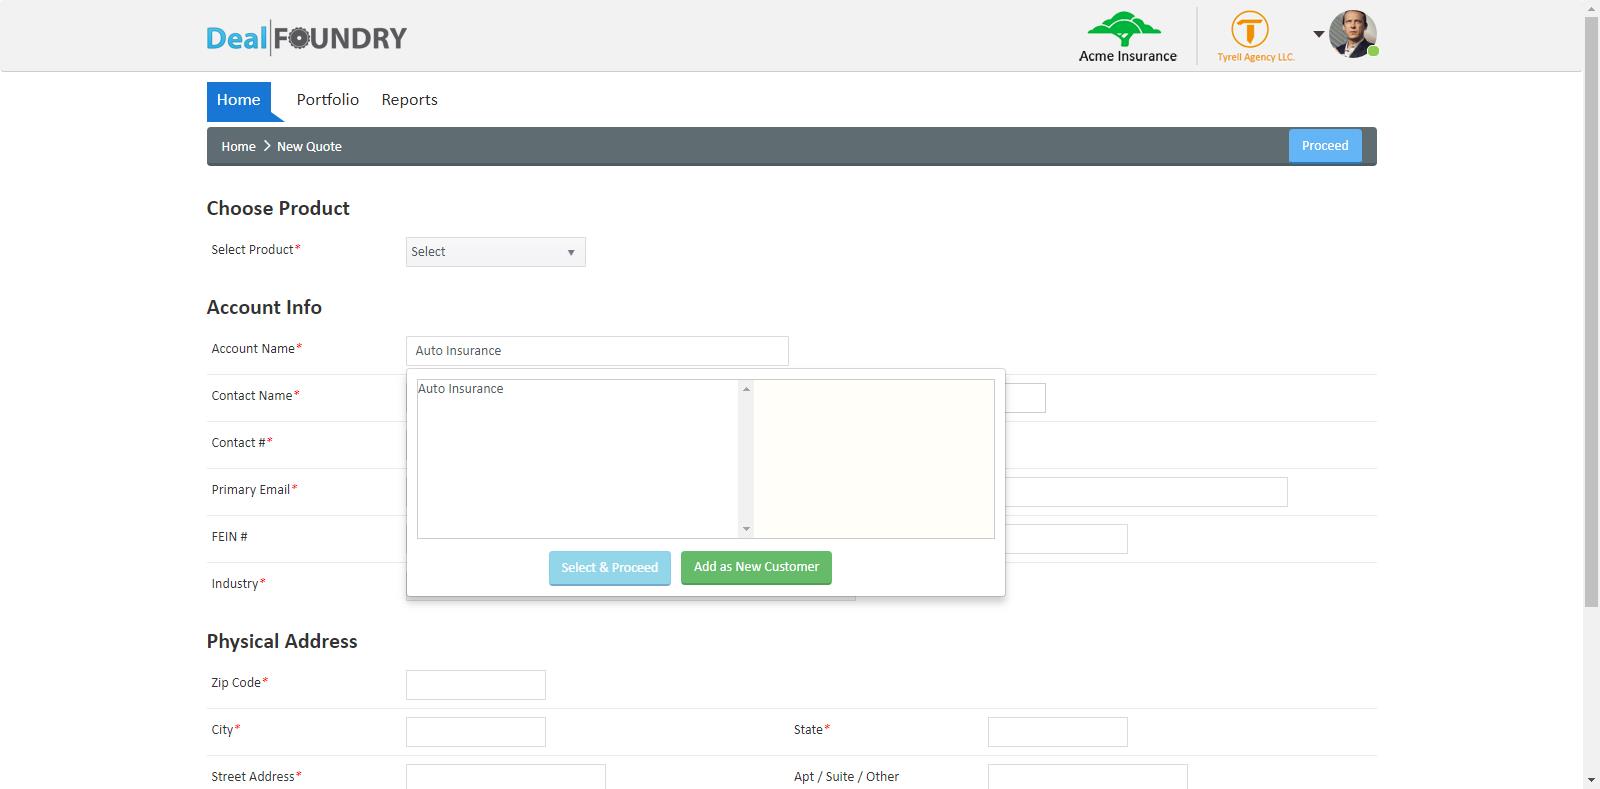 Deal FOUNDRY
Acme Insurance
Tyrell Agency LLC.
Home Portfolio Reports
Home New Quote Proceed
Choose Product
Select Product* Select
Account Info
Account Name* Auto Insurance
Auto Insurance
Contact Name*
Contact #*
Primary Email*
FEIN #
Select & Proceed Add as New Customer
Industry*
Physical Address
Zip Code*
City* State*
Street Address* Apt / Suite / Other